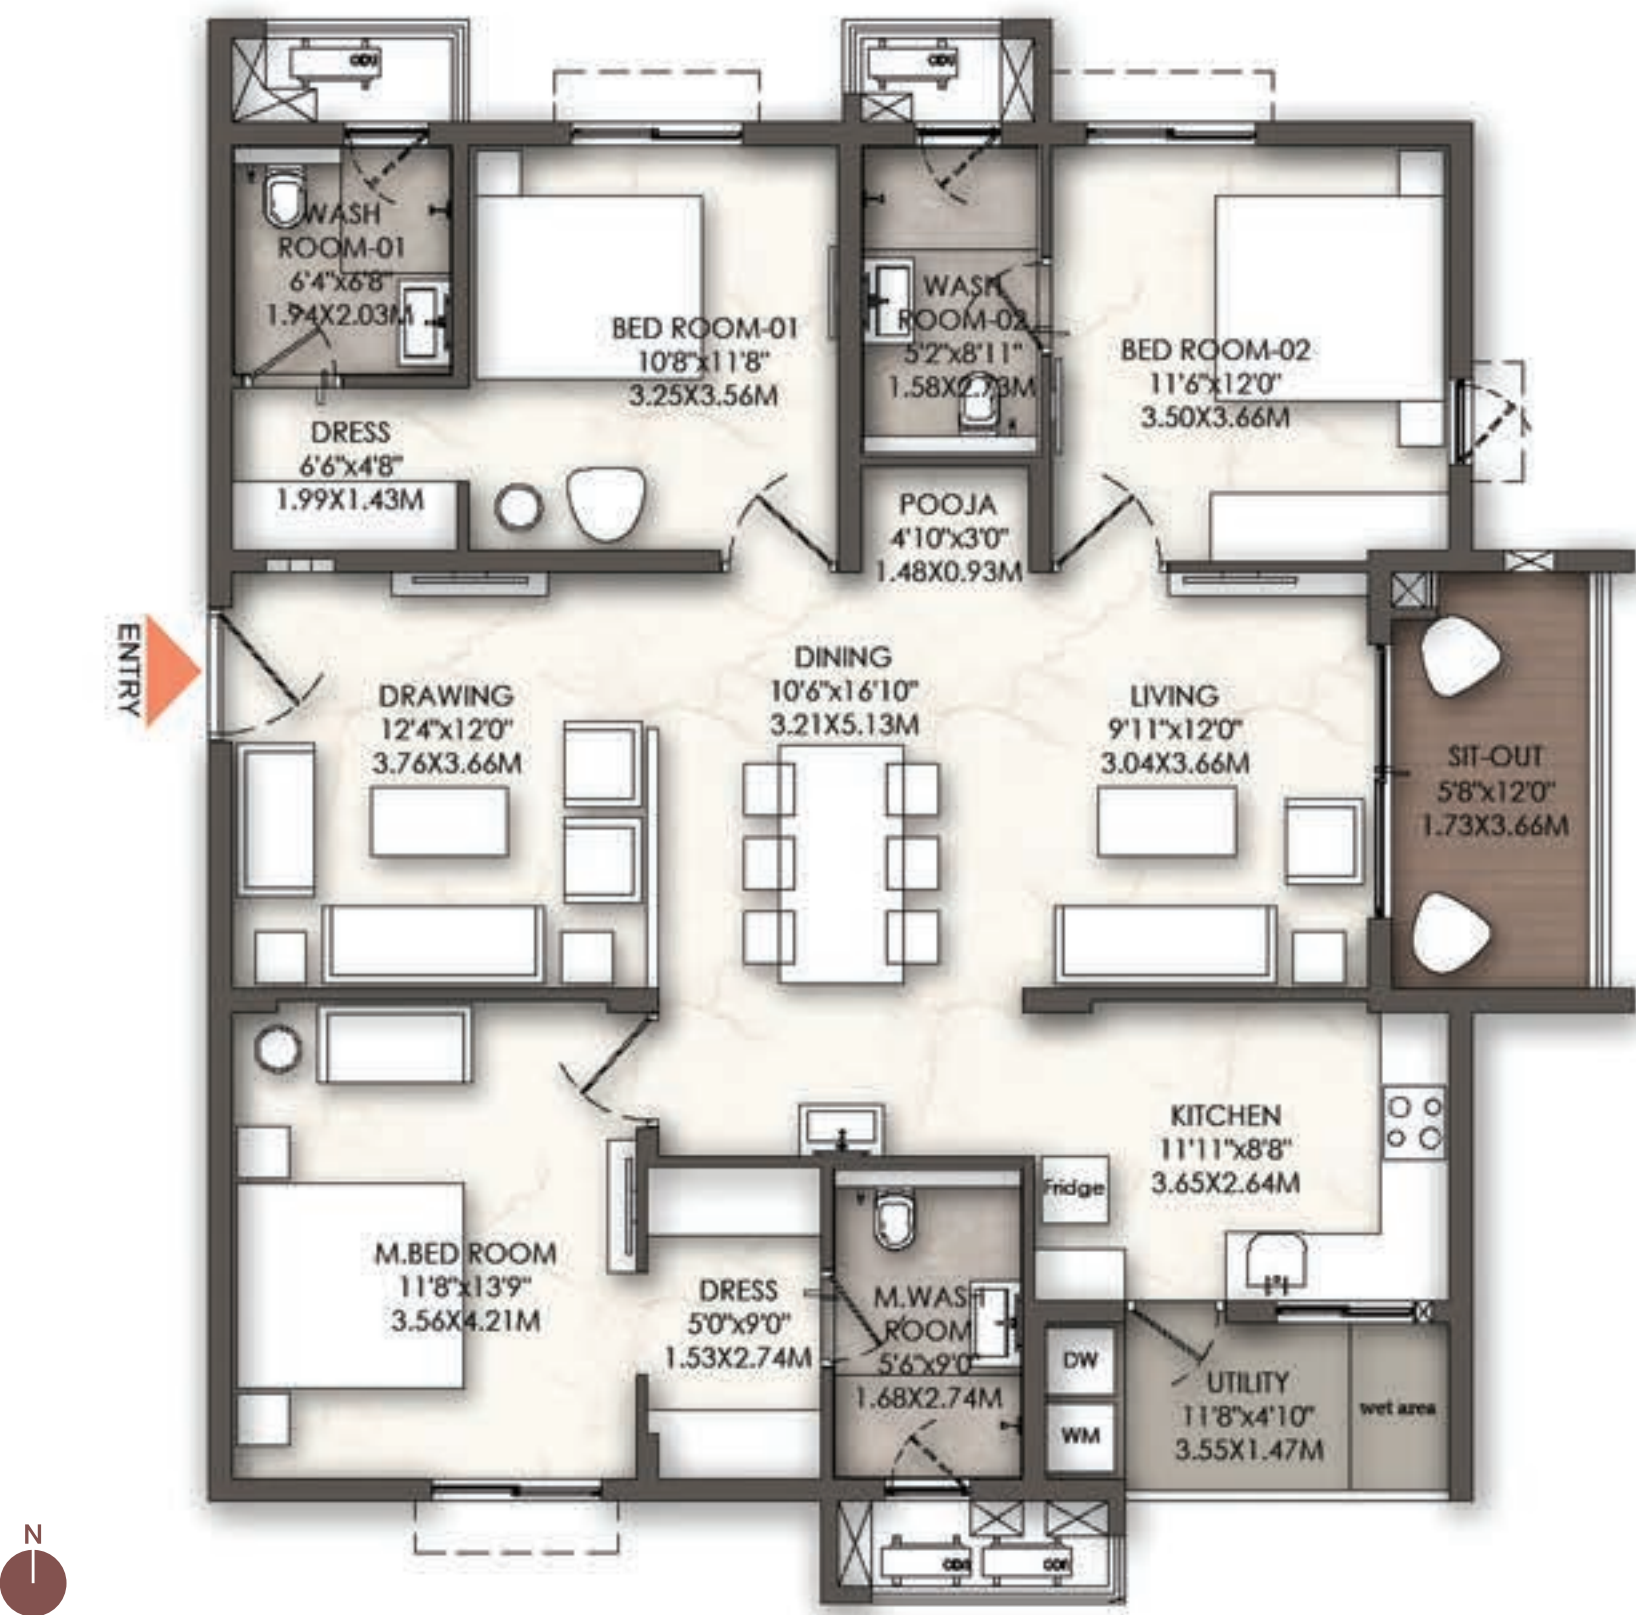 ODU
ODU
WASH
ROOM-01
6'4"x6'8"
1.94X2.03M
BED ROOM-01
10'8"x11'8"
3.25X3.56M
WASH
ROOM-02
5'2"x8'11"
1.58X2.73M
BED ROOM-02
11'6"x12'0"
3.50X3.66M
DRESS
6'6"x4'8"
1.99X1.43M
POOJA
4'10"x3'0"
1.48X0.93M
ENTRY
DRAWING
12'4"x12'0"
3.76X3.66M
DINING
10'6"x16'10"
3.21X5.13M
LIVING
9'11"x12'0"
3.04X3.66M
SIT-OUT
5'8"x12'0"
1.73X3.66M
KITCHEN
11'11"x8'8"
3.65X2.64M
Fridge
M.BED ROOM
11'8"x13'9"
3.56X4.21M
DRESS
5'0"x9'0"
1.53X2.74M
M.WASH
ROOM
5'6"x9'0"
1.68X2.74M
DW
WM
UTILITY
11'8"x4'10"
3.55X1.47M
wet area
N